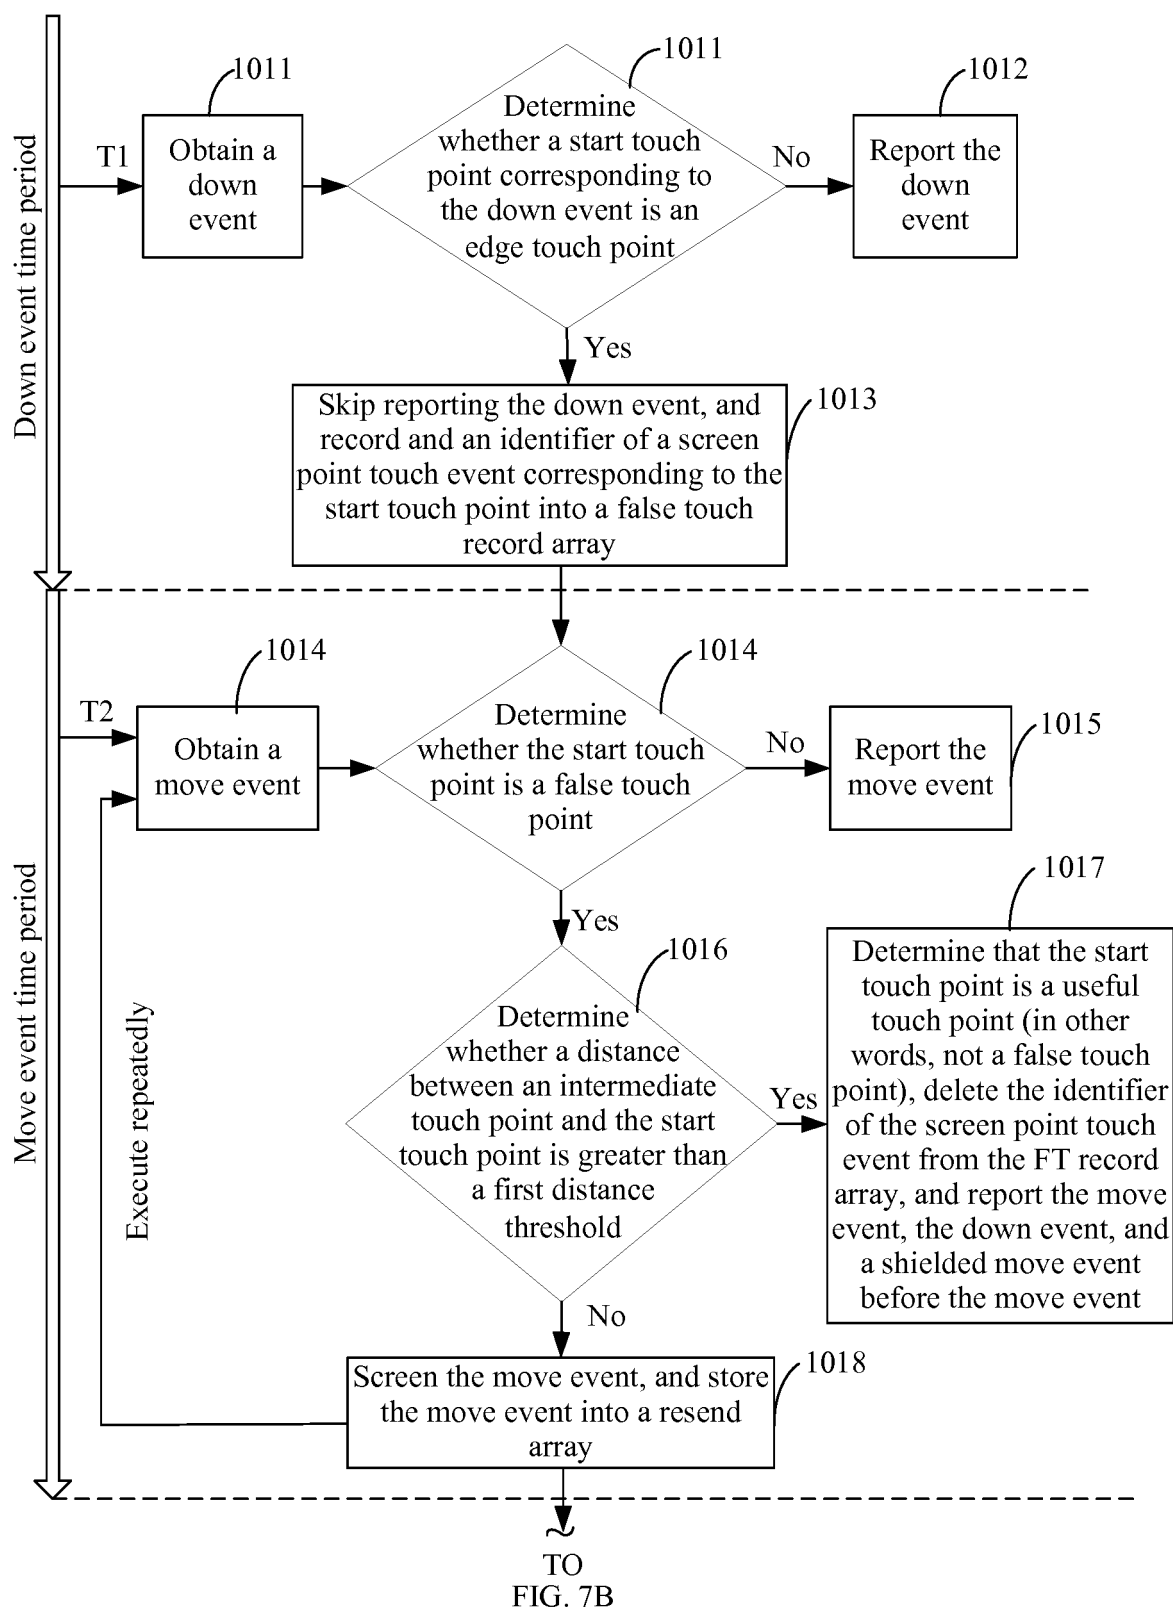 1011
1011
1012
Down event time period
T1
Obtain a
down
event
Determine
whether a start touch
point corresponding to
the down event is an
edge touch point
No
Report the
down
event
Yes
1013
Skip reporting the down event, and
record and an identifier of a screen
point touch event corresponding to the
start touch point into a false touch
record array
1014
1014
1015
Move event time period
T2
Obtain a
move event
Determine
whether the start touch
point is a false touch
point
No
Report the
move event
Yes
1016
1017
Execute repeatedly
Determine
whether a distance
between an intermediate
touch point and the start
touch point is greater than
a first distance
threshold
Yes
Determine that the start
touch point is a useful
touch point (in other
words, not a false touch
point), delete the identifier
of the screen point touch
event from the FT record
array, and report the move
event, the down event, and
a shielded move event
before the move event
No
1018
Screen the move event, and store
the move event into a resend
array
TO
FIG. 7B